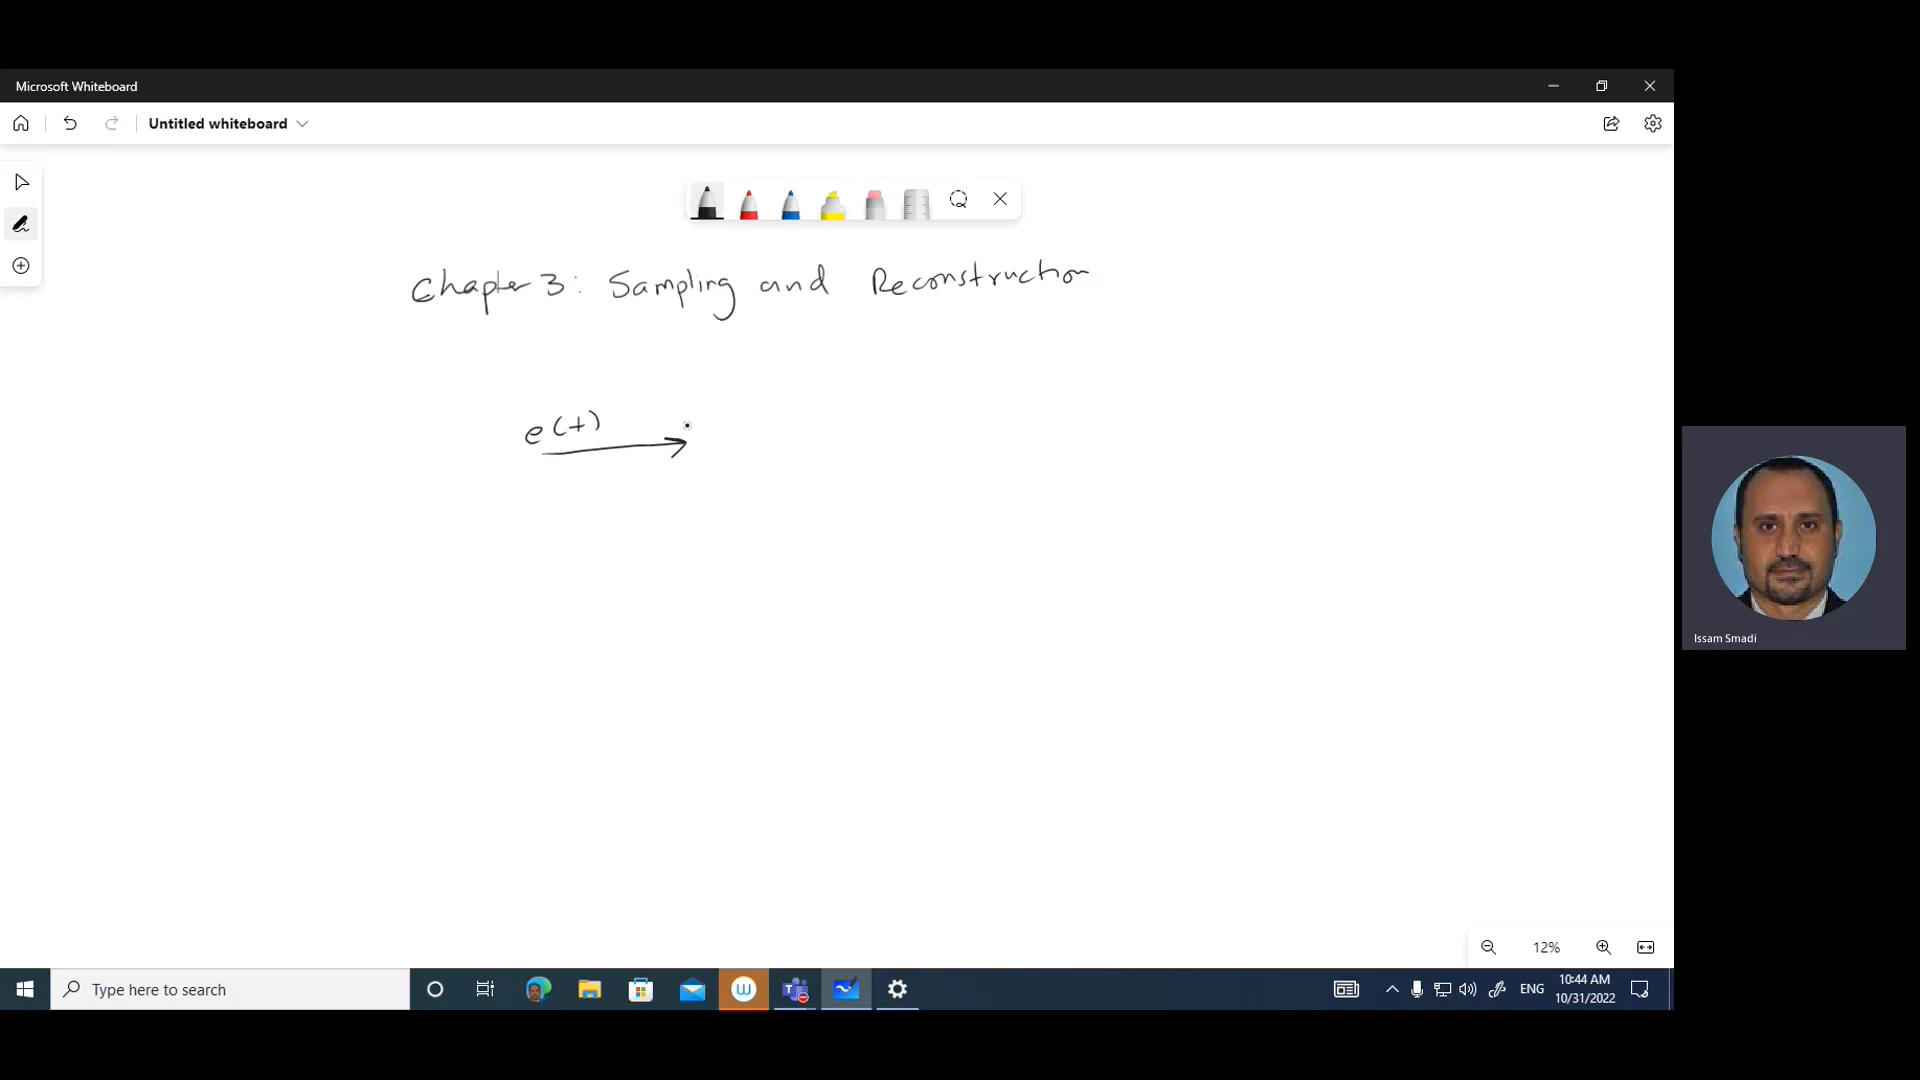 Microsoft Whiteboard
Untitled whiteboard
Chapter 3: Sampling and Reconstruction
e(t)
Issam Smadi
12%
Type here to search
W
T
ENG
10:44 AM
10/31/2022